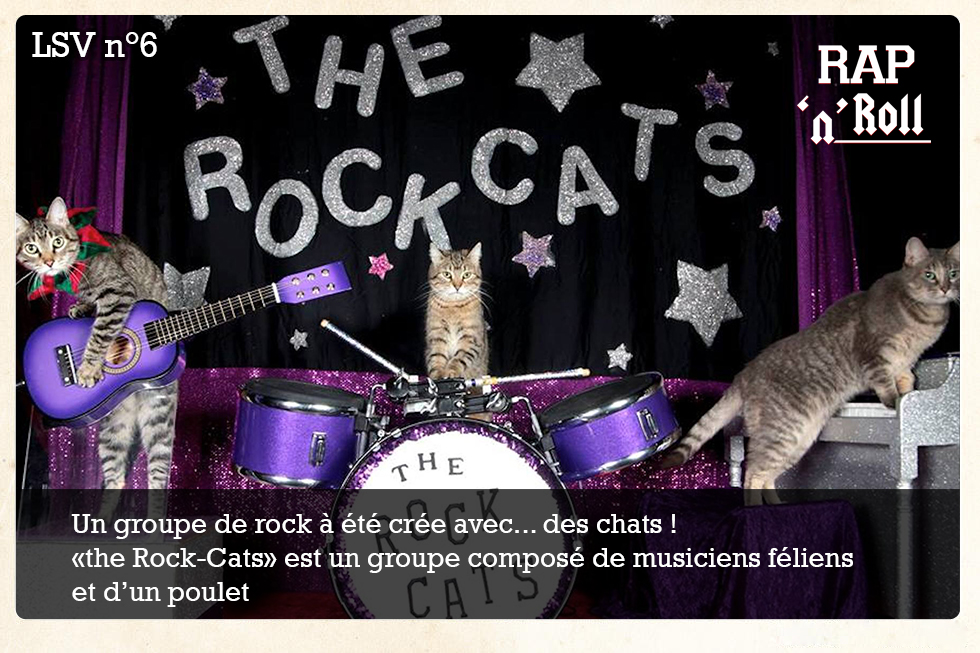 LSV n°6
RAP
'n' Roll
THE
ROCKCATS
THE
ROCK
CATS
Un groupe de rock à été crée avec... des chats !
«the Rock-Cats» est un groupe composé de musiciens féliens
et d'un poulet